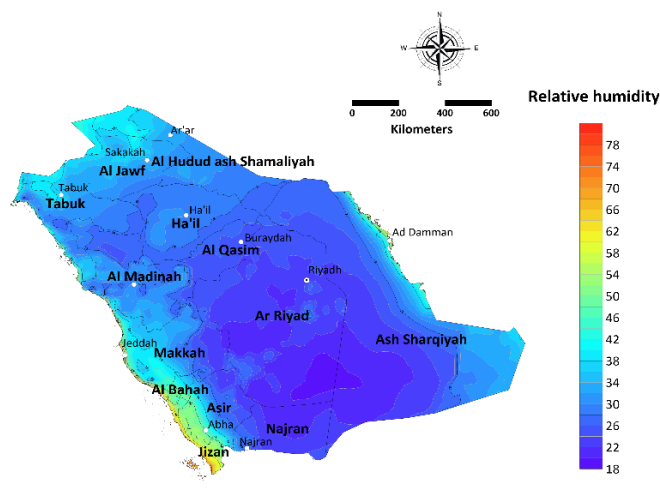 N
W
E
S
0 200 400 600
Kilometers
Relative humidity
78
74
70
66
62
58
54
50
46
42
38
34
30
26
22
18
Ar'ar
Sakakah
Al Hudud ash Shamaliyah
Al Jawf
Tabuk
Tabuk
Ha'il
Ha'il
Buraydah
Al Qasim
Ad Damman
Al Madinah
Riyadh
Ar Riyad
Ash Sharqiyah
Jeddah
Makkah
Al Bahah
Asir
Abha
Najran
Najran
Jizan